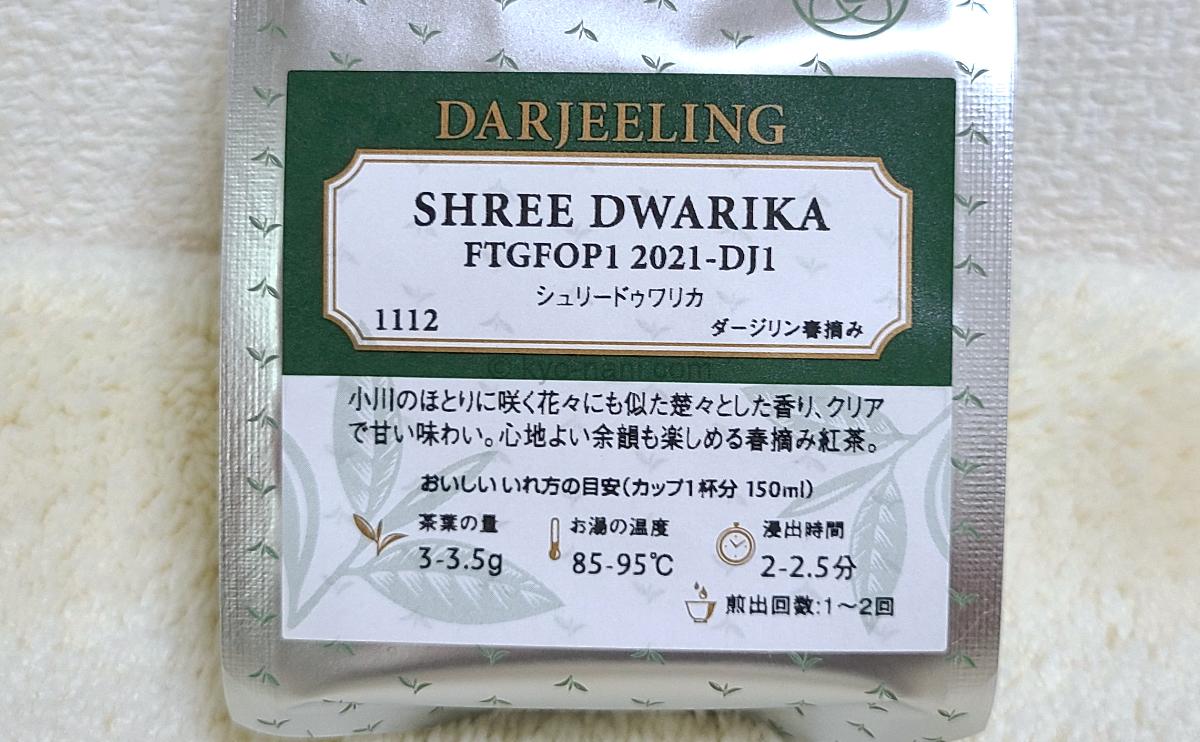 DARJEELING
SHREE DWARIKA
FTGFOP1 2021-DJ1
シュリードゥワリカ
1112 ダージリン春摘み
© kyo-nani.com
小川のほとりに咲く花々にも似た楚々とした香り、クリア
で甘い味わい。心地よい余韻も楽しめる春摘み紅茶。
おいしい いれ方の目安(カップ1杯分 150ml)
茶葉の量 お湯の温度 浸出時間
3-3.5g 85-95℃ 2-2.5分
煎出回数:1〜2回